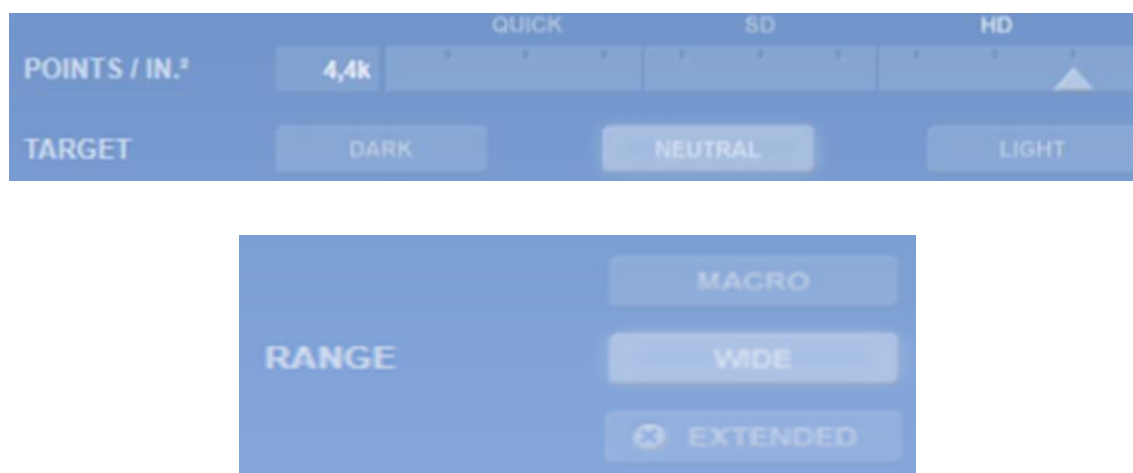 QUICK SD HD
POINTS / IN.² 4,4k
TARGET DARK NEUTRAL LIGHT
MACRO
RANGE WIDE
EXTENDED